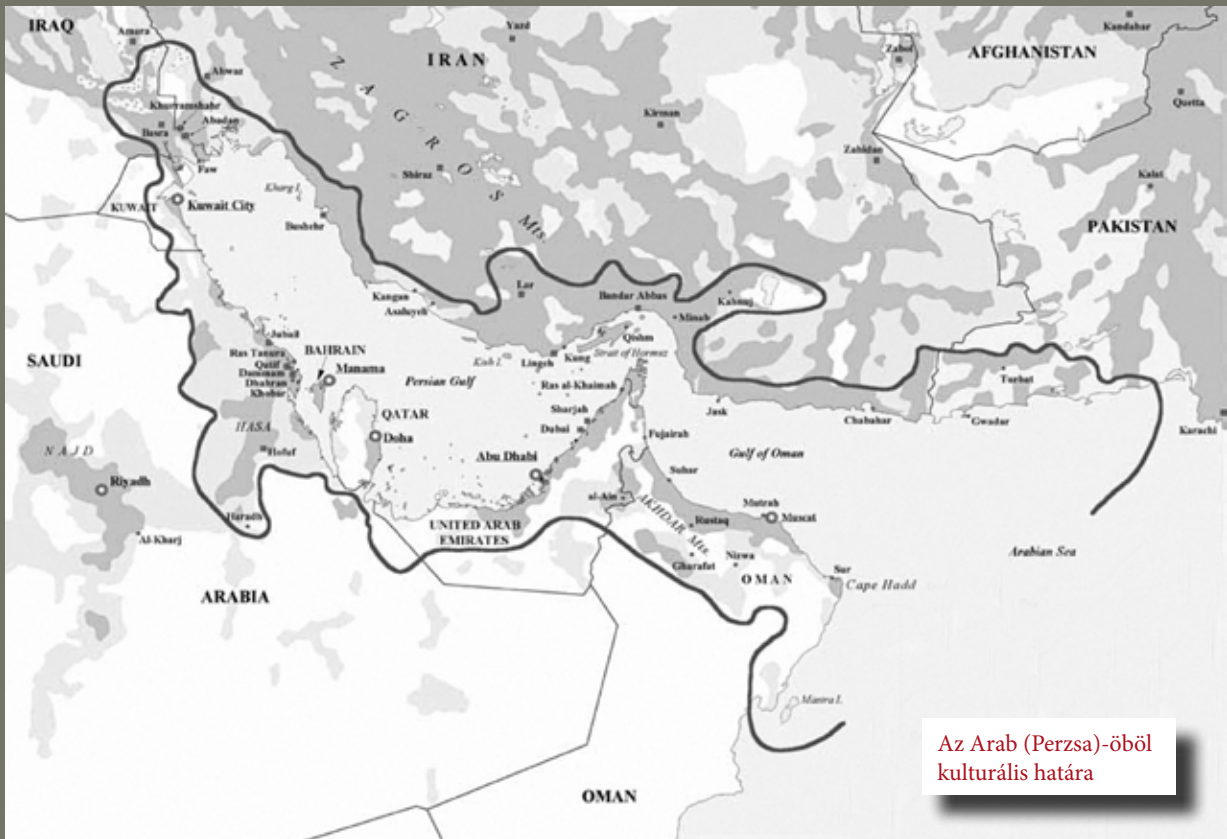 IRAQ
Amara
Ahwaz
Khurramshahr
Abadan
Basra
Faw
KUWAIT
Kuwait City
IRAN
Yazd
ZAGROS Mts.
Kirman
Shiraz
Kharg I.
Bushehr
Zabol
AFGHANISTAN
Kandahar
Quetta
Zahidan
Kalat
PAKISTAN
Kangan
Asaluyeh
Lar
Bandar Abbas
Kahnuj
Minab
Qishm
Kung
Lingeh
Kish I.
Strait of Hormuz
SAUDI
Jubail
Ras Tanura
Qatif
Dammam
Dhahran
Khobar
BAHRAIN
Manama
Persian Gulf
Ras al-Khaimah
QATAR
Doha
Sharjah
Dubai
Jask
Chabahar
Turbat
Gwadar
Karachi
HASA
NAJD
Hofuf
Riyadh
Abu Dhabi
Fujairah
Gulf of Oman
Suhar
al-Ain
AKHDAR Mts.
Mutrah
Muscat
Rustaq
Haradh
Al-Kharj
UNITED ARAB
EMIRATES
Gharafat
Nizwa
OMAN
Sur
Cape Hadd
Arabian Sea
ARABIA
Masira I.
OMAN
Az Arab (Perzsa)-öböl
kulturális határa